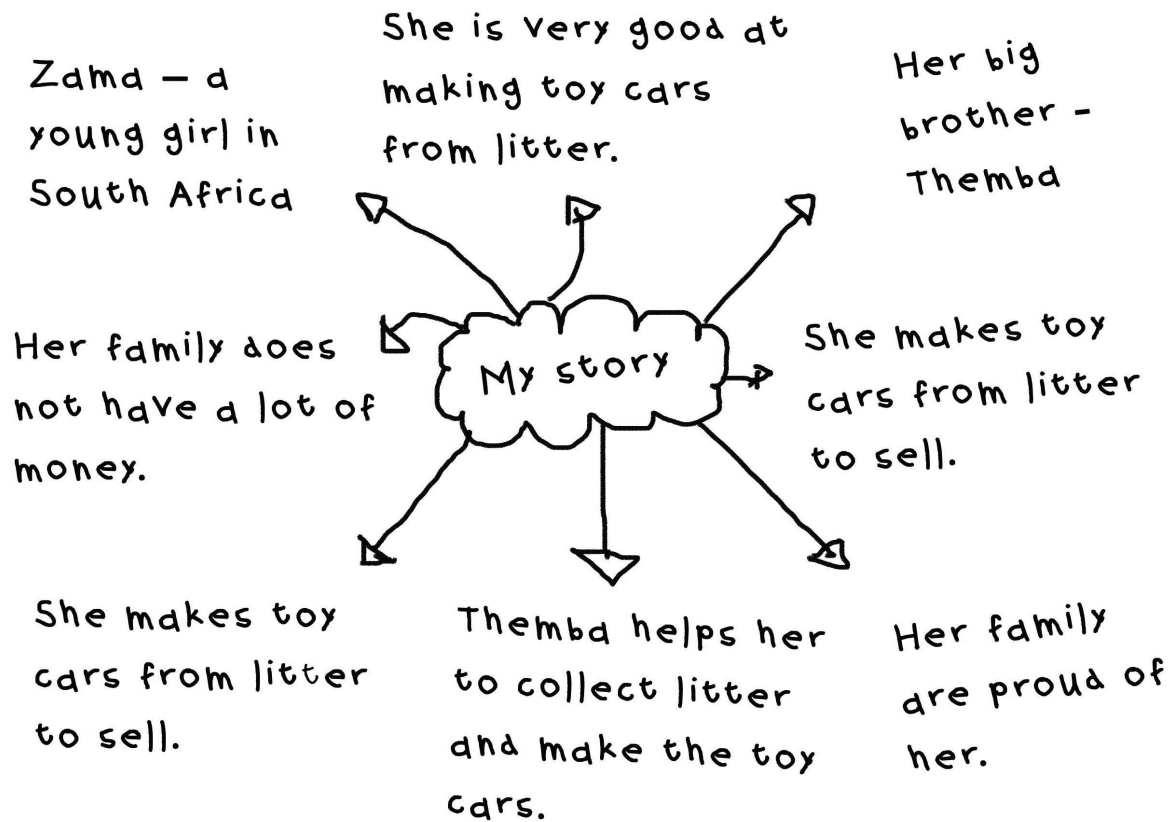 Zama – a
young girl in
South Africa
She is very good at
making toy cars
from litter.
Her big
brother –
Themba
Her family does
not have a lot of
money.
My story
She makes toy
cars from litter
to sell.
She makes toy
cars from litter
to sell.
Themba helps her
to collect litter
and make the toy
cars.
Her family
are proud of
her.